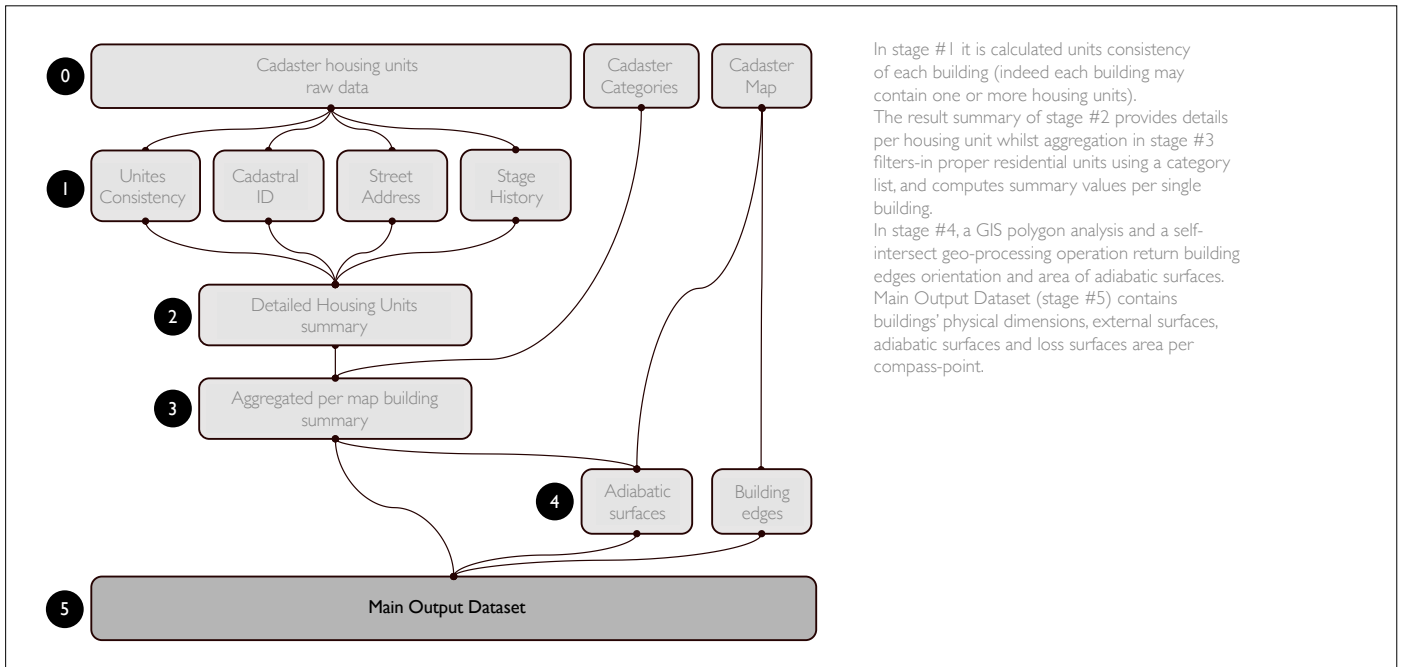 0
Cadaster housing units
raw data
Cadaster
Categories
Cadaster
Map
1
Unites
Consistency
Cadastral
ID
Street
Address
Stage
History
2
Detailed Housing Units
summary
3
Aggregated per map building
summary
4
Adiabatic
surfaces
Building
edges
5
Main Output Dataset
In stage #1 it is calculated units consistency
of each building (indeed each building may
contain one or more housing units).
The result summary of stage #2 provides details
per housing unit whilst aggregation in stage #3
filters-in proper residential units using a category
list, and computes summary values per single
building.
In stage #4, a GIS polygon analysis and a self-
intersect geo-processing operation return building
edges orientation and area of adiabatic surfaces.
Main Output Dataset (stage #5) contains
buildings' physical dimensions, external surfaces,
adiabatic surfaces and loss surfaces area per
compass-point.